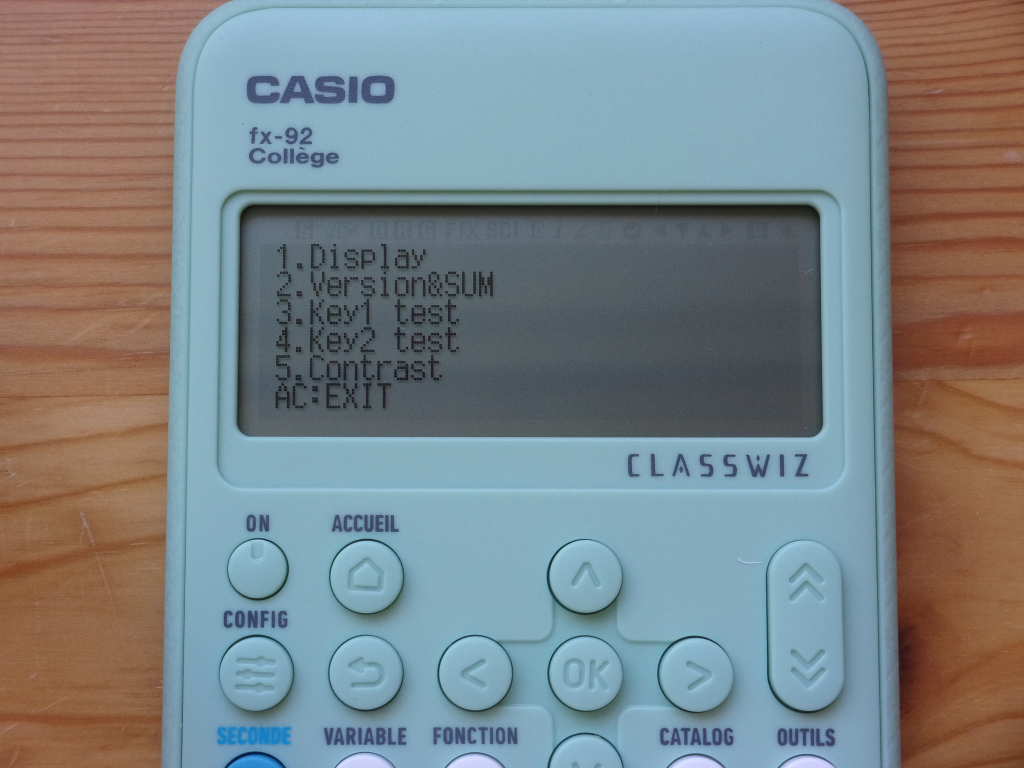 CASIO
fx-92
Collège
1.Display
2.Version&SUM
3.Key1 test
4.Key2 test
5.Contrast
AC:EXIT
CLASSWIZ
ON
ACCUEIL
CONFIG
OK
SECONDE
VARIABLE
FONCTION
CATALOG
OUTILS